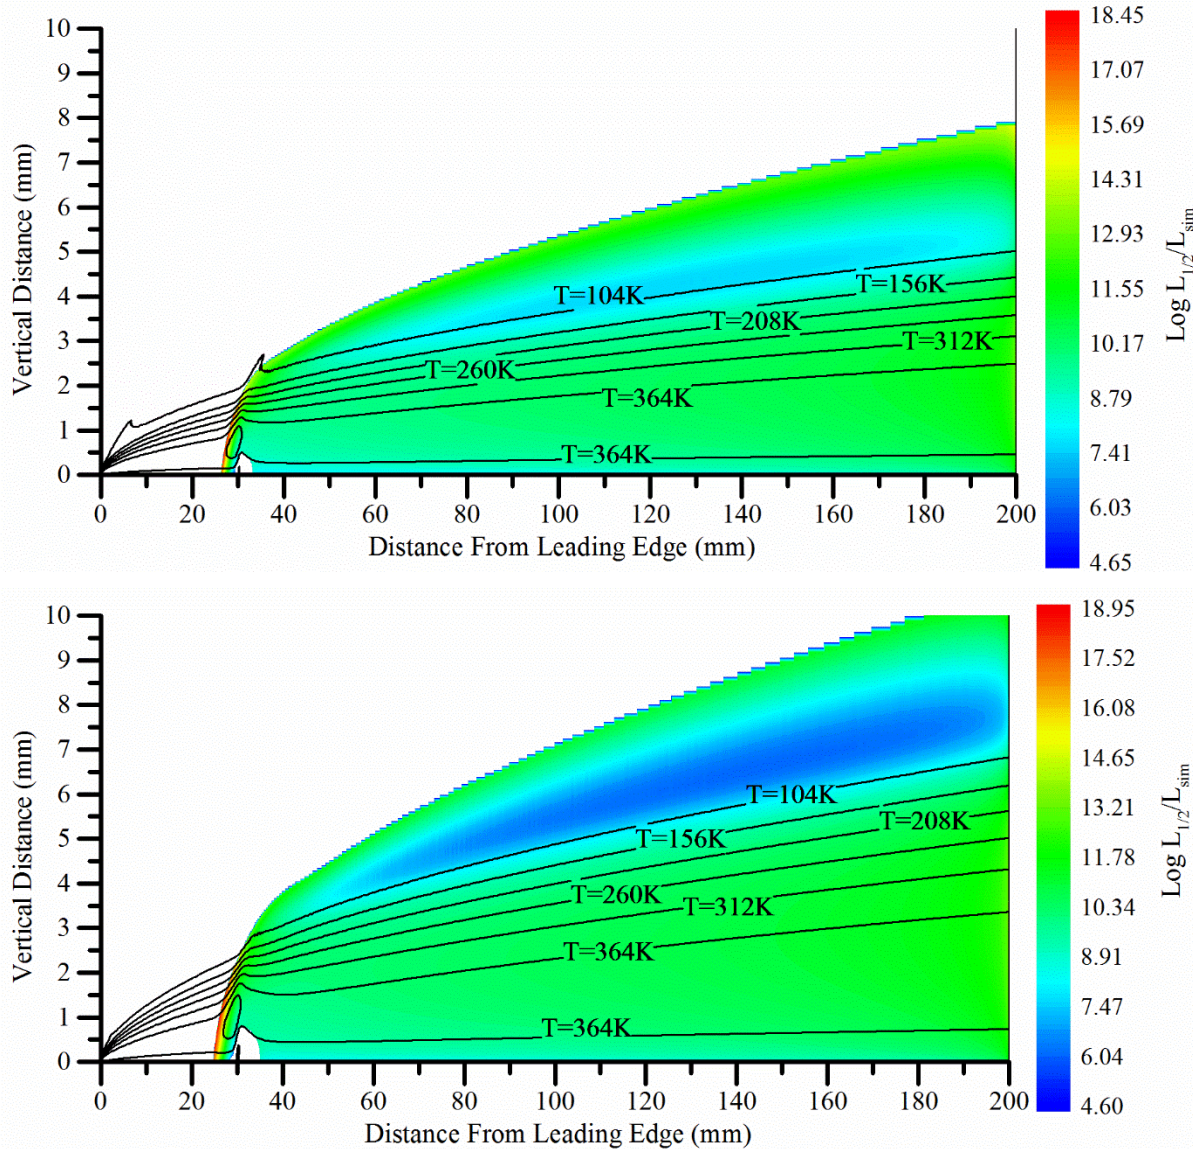 10
9
8
7
6
5
4
3
2
1
0
Vertical Distance (mm)
T=104K
T=156K
T=208K
T=312K
T=260K
T=364K
T=364K
0 20 40 60 80 100 120 140 160 180 200
Distance From Leading Edge (mm)
18.45
17.07
15.69
14.31
12.93
11.55
10.17
8.79
7.41
6.03
4.65
Log L1/2/Lsim
10
9
8
7
6
5
4
3
2
1
0
Vertical Distance (mm)
T=104K
T=208K
T=156K
T=260K
T=312K
T=364K
T=364K
0 20 40 60 80 100 120 140 160 180 200
Distance From Leading Edge (mm)
18.95
17.52
16.08
14.65
13.21
11.78
10.34
8.91
7.47
6.04
4.60
Log L1/2/Lsim